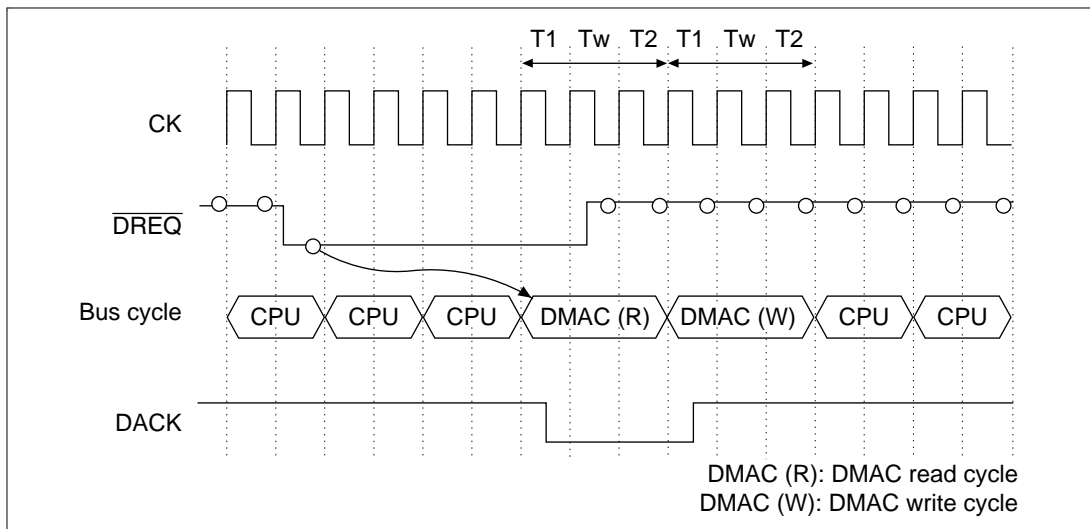 T1 Tw T2 T1 Tw T2
CK
DREQ
Bus cycle CPU CPU CPU DMAC (R) DMAC (W) CPU CPU
DACK
DMAC (R): DMAC read cycle
DMAC (W): DMAC write cycle